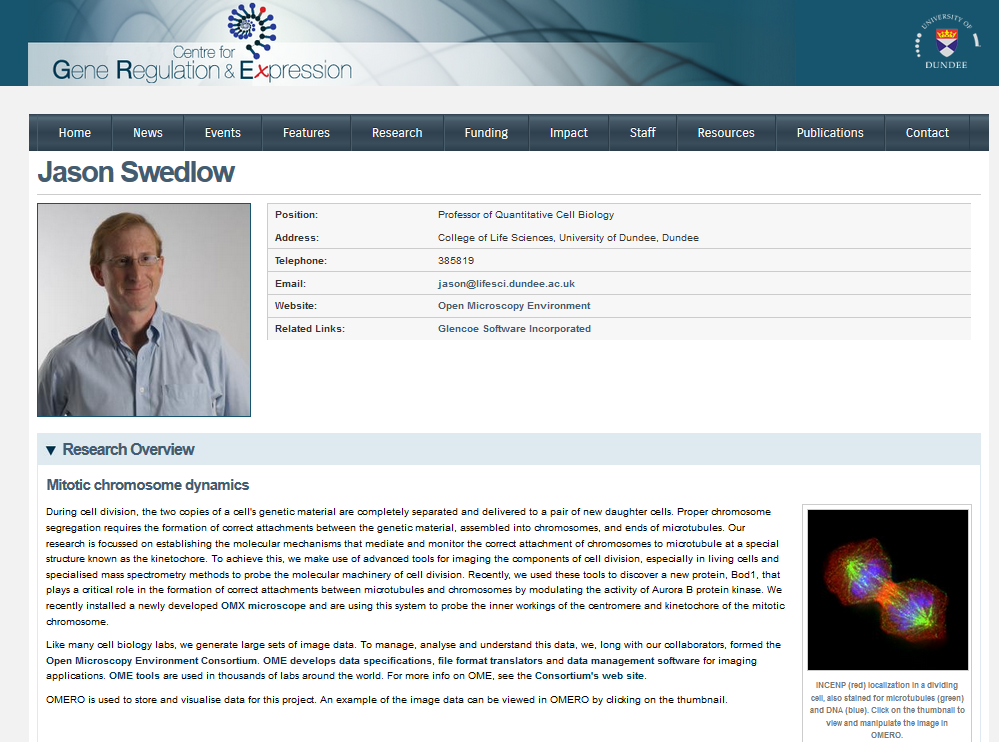 Centre for
Gene Regulation & Expression
UNIVERSITY OF
DUNDEE
Home News Events Features Research Funding Impact Staff Resources Publications Contact
Jason Swedlow
Position: Professor of Quantitative Cell Biology
Address: College of Life Sciences, University of Dundee, Dundee
Telephone: 385819
Email: jason@lifesci.dundee.ac.uk
Website: Open Microscopy Environment
Related Links: Glencoe Software Incorporated
Research Overview
Mitotic chromosome dynamics
During cell division, the two copies of a cell's genetic material are completely separated and delivered to a pair of new daughter cells. Proper chromosome
segregation requires the formation of correct attachments between the genetic material, assembled into chromosomes, and ends of microtubules. Our
research is focussed on establishing the molecular mechanisms that mediate and monitor the correct attachment of chromosomes to microtubule at a special
structure known as the kinetochore. To achieve this, we make use of advanced tools for imaging the components of cell division, especially in living cells and
specialised mass spectrometry methods to probe the molecular machinery of cell division. Recently, we used these tools to discover a new protein, Bod1, that
plays a critical role in the formation of correct attachments between microtubules and chromosomes by modulating the activity of Aurora B protein kinase. We
recently installed a newly developed OMX microscope and are using this system to probe the inner workings of the centromere and kinetochore of the mitotic
chromosome.
Like many cell biology labs, we generate large sets of image data. To manage, analyse and understand this data, we, long with our collaborators, formed the
Open Microscopy Environment Consortium. OME develops data specifications, file format translators and data management software for imaging
applications. OME tools are used in thousands of labs around the world. For more info on OME, see the Consortium's web site.
OMERO is used to store and visualise data for this project. An example of the image data can be viewed in OMERO by clicking on the thumbnail.
INCENP (red) localization in a dividing
cell, also stained for microtubules (green)
and DNA (blue). Click on the thumbnail to
view and manipulate the image in
OMERO.